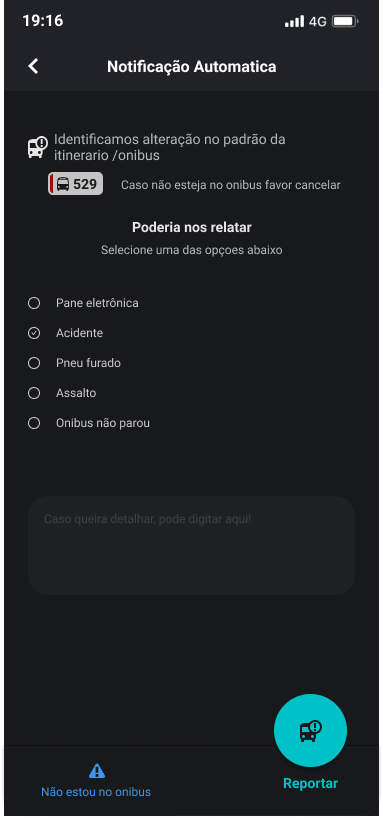 19:16
4G
Notificação Automatica
Identificamos alteração no padrão da
itinerario /onibus
529
Caso não esteja no onibus favor cancelar
Poderia nos relatar
Selecione uma das opçoes abaixo
Pane eletrônica
Acidente
Pneu furado
Assalto
Onibus não parou
Caso queira detalhar, pode digitar aqui!
Não estou no onibus
Reportar